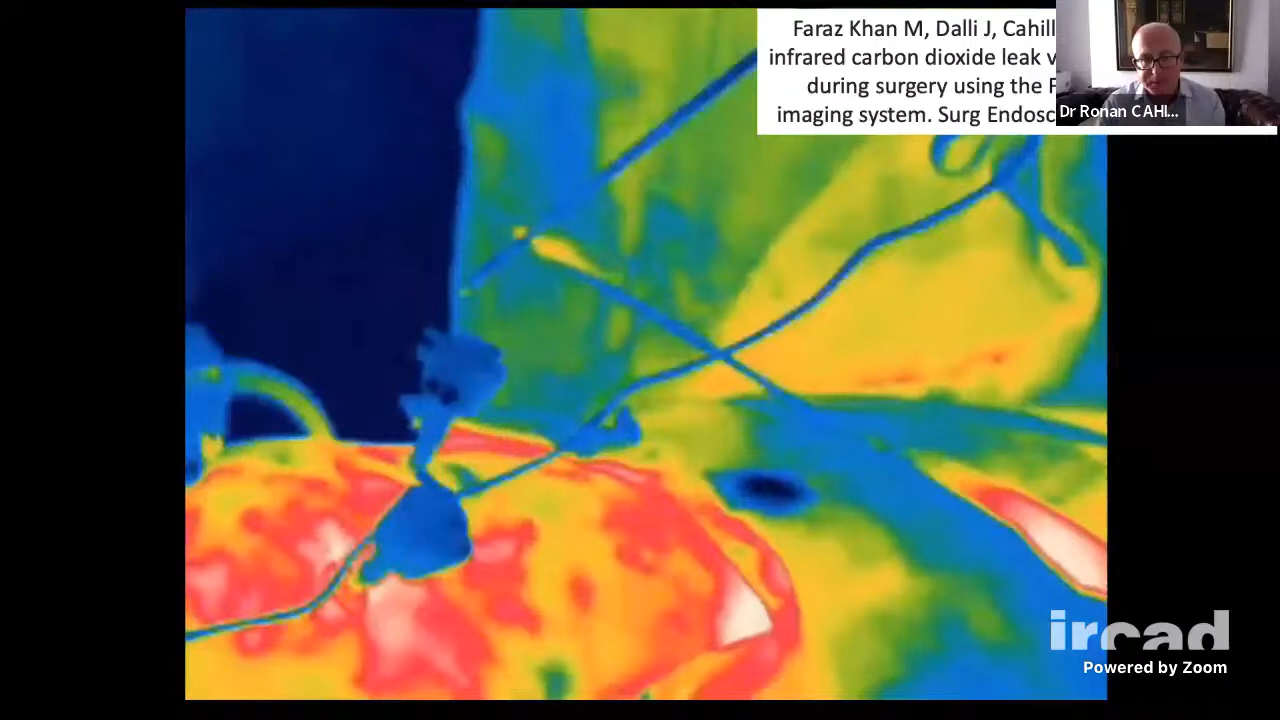 Faraz Khan M, Dalli J, Cahill
infrared carbon dioxide leak
during surgery using the
imaging system. Surg Endosc
Dr Ronan CAHI...
ircad
Powered by Zoom